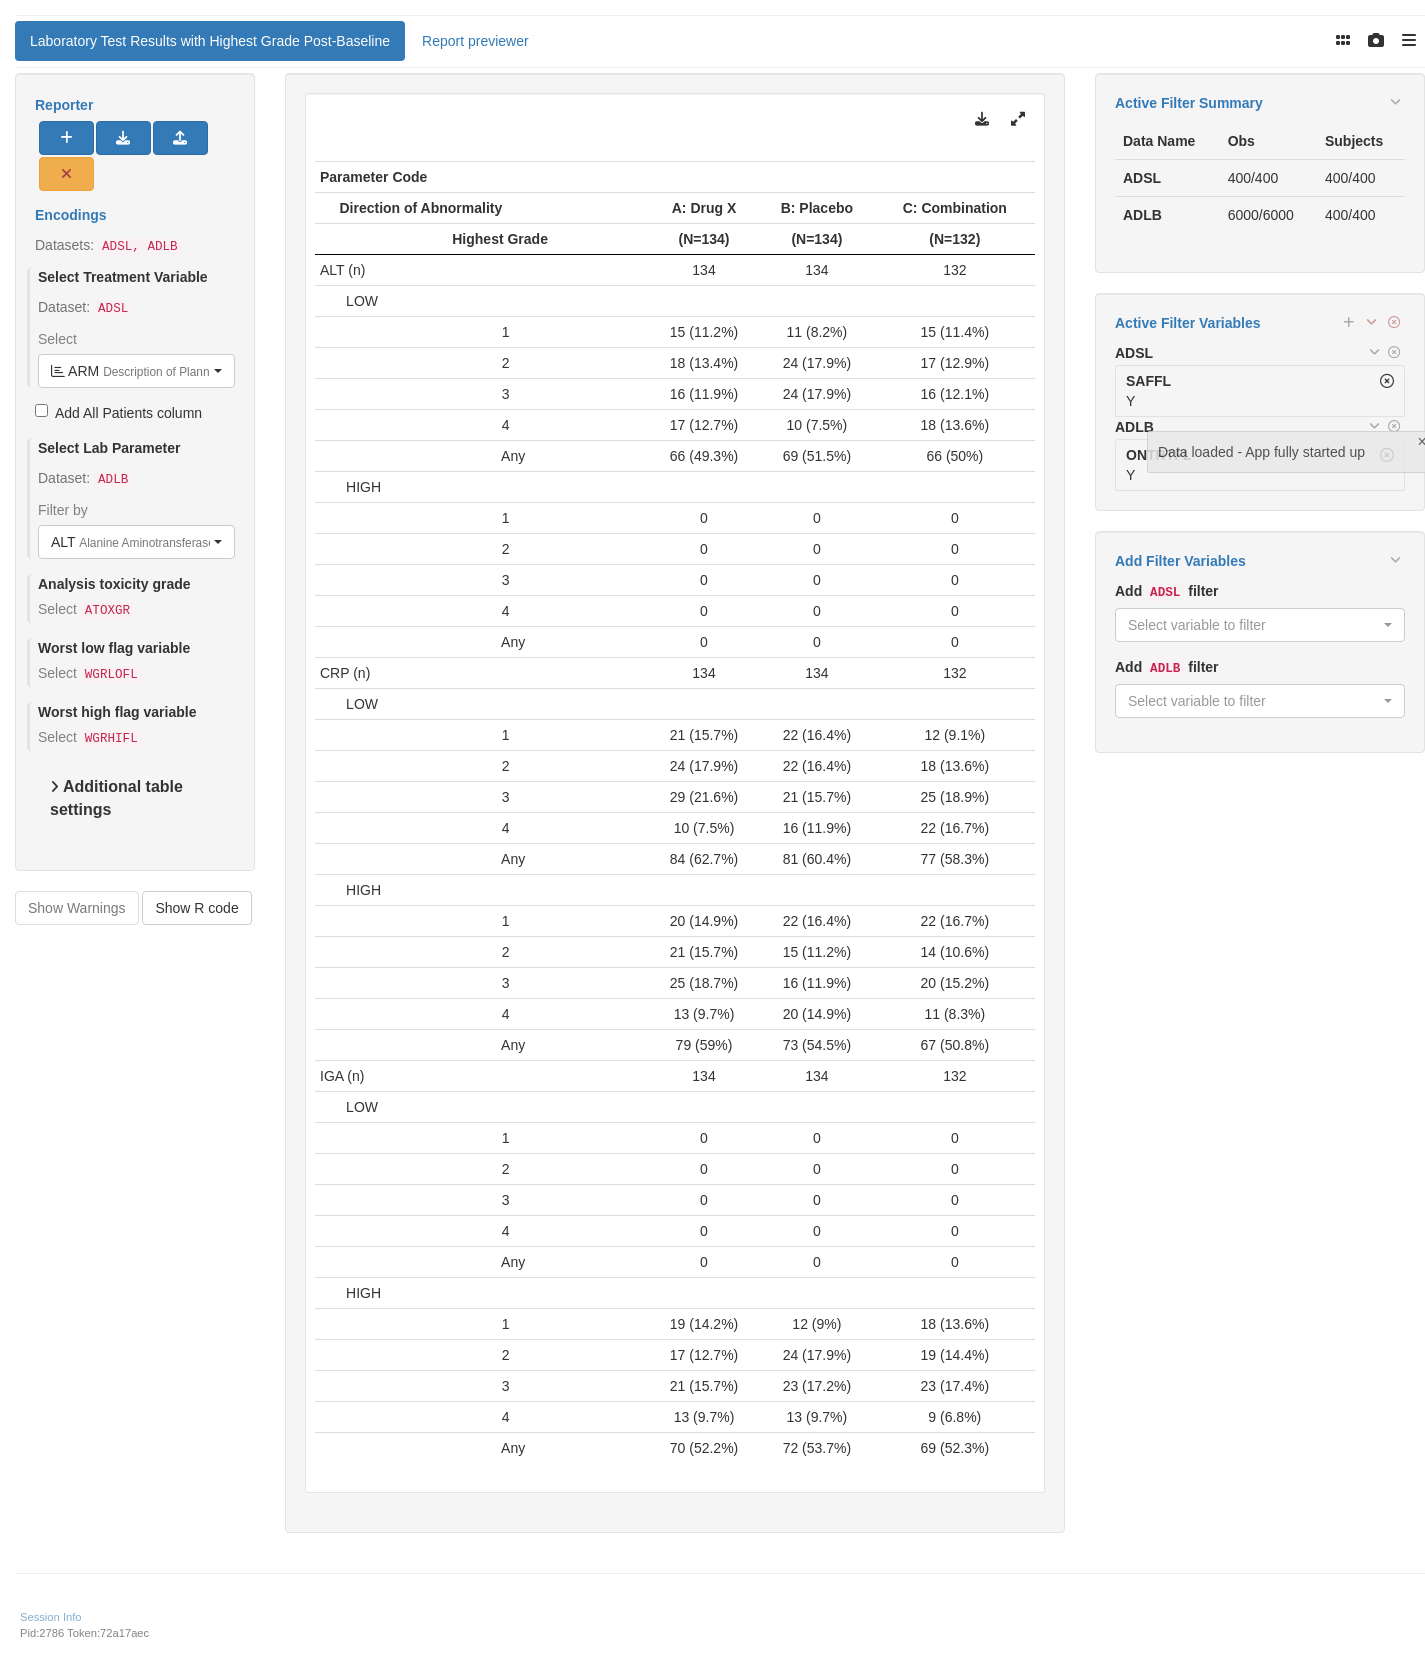 Laboratory Test Results with Highest Grade Post-Baseline
Report previewer
Reporter
Encodings
Datasets: ADSL, ADLB
Select Treatment Variable
Dataset: ADSL
Select
ARM Description of Plann
Add All Patients column
Select Lab Parameter
Dataset: ADLB
Filter by
ALT Alanine Aminotransferase
Analysis toxicity grade
Select ATOXGR
Worst low flag variable
Select WGRLOFL
Worst high flag variable
Select WGRHIFL
Additional table
settings
Show Warnings
Show R code
Parameter Code
Direction of Abnormality A: Drug X B: Placebo C: Combination
Highest Grade (N=134) (N=134) (N=132)
ALT (n) 134 134 132
LOW
1 15 (11.2%) 11 (8.2%) 15 (11.4%)
2 18 (13.4%) 24 (17.9%) 17 (12.9%)
3 16 (11.9%) 24 (17.9%) 16 (12.1%)
4 17 (12.7%) 10 (7.5%) 18 (13.6%)
Any 66 (49.3%) 69 (51.5%) 66 (50%)
HIGH
1 0 0 0
2 0 0 0
3 0 0 0
4 0 0 0
Any 0 0 0
CRP (n) 134 134 132
LOW
1 21 (15.7%) 22 (16.4%) 12 (9.1%)
2 24 (17.9%) 22 (16.4%) 18 (13.6%)
3 29 (21.6%) 21 (15.7%) 25 (18.9%)
4 10 (7.5%) 16 (11.9%) 22 (16.7%)
Any 84 (62.7%) 81 (60.4%) 77 (58.3%)
HIGH
1 20 (14.9%) 22 (16.4%) 22 (16.7%)
2 21 (15.7%) 15 (11.2%) 14 (10.6%)
3 25 (18.7%) 16 (11.9%) 20 (15.2%)
4 13 (9.7%) 20 (14.9%) 11 (8.3%)
Any 79 (59%) 73 (54.5%) 67 (50.8%)
IGA (n) 134 134 132
LOW
1 0 0 0
2 0 0 0
3 0 0 0
4 0 0 0
Any 0 0 0
HIGH
1 19 (14.2%) 12 (9%) 18 (13.6%)
2 17 (12.7%) 24 (17.9%) 19 (14.4%)
3 21 (15.7%) 23 (17.2%) 23 (17.4%)
4 13 (9.7%) 13 (9.7%) 9 (6.8%)
Any 70 (52.2%) 72 (53.7%) 69 (52.3%)
Active Filter Summary
Data Name Obs Subjects
ADSL 400/400 400/400
ADLB 6000/6000 400/400
Active Filter Variables
ADSL
SAFFL
Y
ADLB
Data loaded - App fully started up
Y
Add Filter Variables
Add ADSL filter
Select variable to filter
Add ADLB filter
Select variable to filter
Session Info
Pid:2786 Token:72a17aec